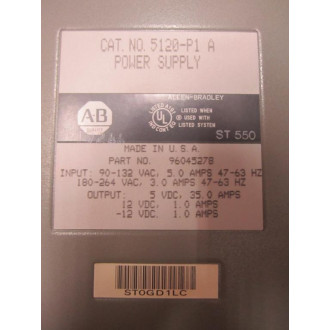 CAT. NO. 5120-P1 A
POWER SUPPLY
ALLEN-BRADLEY
AB
UL
LISTED
WHEN
USED WITH
LISTED SYSTEM
ST 550
MADE IN U.S.A.
PART NO. 96045278
INPUT: 90-132 VAC, 5.0 AMPS 47-63 HZ
180-264 VAC, 3.0 AMPS 47-63 HZ
OUTPUT: 5 VDC, 35.0 AMPS
12 VDC, 1.0 AMPS
-12 VDC, 1.0 AMPS
ST0GD1LC